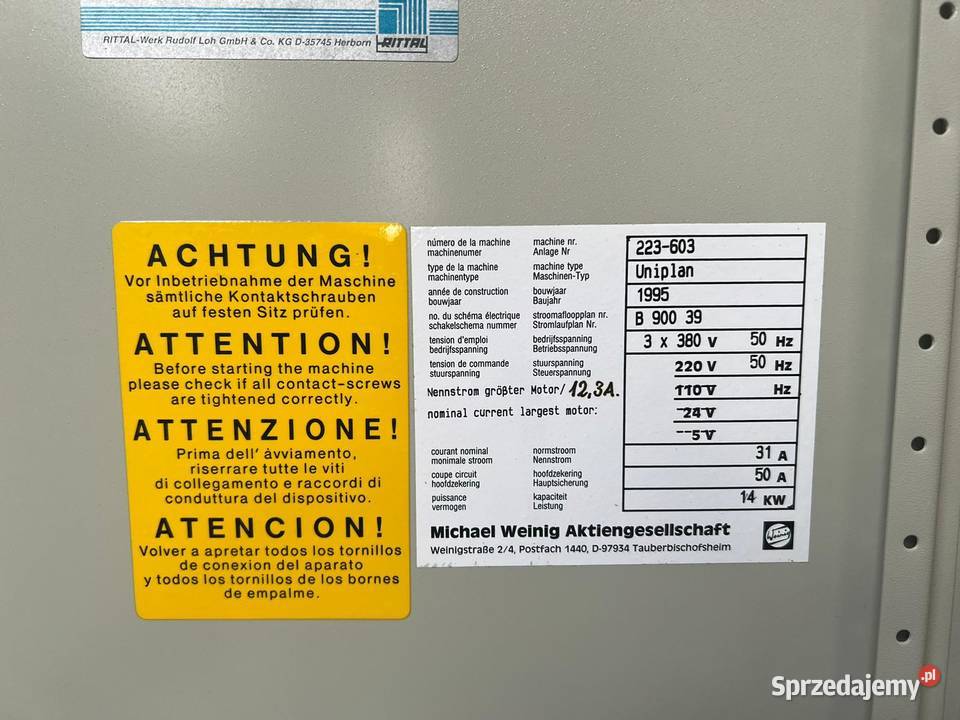 RITTAL-Werk Rudolf Loh GmbH & Co. KG D-35745 Herborn
RITTAL
ACHTUNG!
Vor Inbetriebnahme der Maschine
sämtliche Kontaktschrauben
auf festen Sitz prüfen.
ATTENTION!
Before starting the machine
please check if all contact-screws
are tightened correctly.
ATTENZIONE!
Prima dell' àvviamento,
riserrare tutte le viti
di collegamento e raccordi di
conduttura del dispositivo.
ATENCION!
Volver a apretar todos los tornillos
de conexion del aparato
y todos los tornillos de los bornes
de empalme.
número de la machine machine nr. 223-603
machinenumer Anlage Nr
type de la machine machine type Uniplan
machinentype Maschinen-Typ
année de construction bouwjaar 1995
bouwjaar Baujahr
no. du schéma électrique stroomafloopplan nr. B 900 39
schakelschema nummer Stromlaufplan Nr.
tension d'emploi bedrijfsspanning 3 x 380 V 50 Hz
bedrijfsspanning Betriebsspannung
tension de commande stuurspanning 220 V 50 Hz
stuurspanning Steuerspannung
Nennstrom größter Motor/ 12,3A. 110 V Hz
nominal current largest motor: 24 V
5 V
courant nominal normstroom 31 A
monimale stroom Nennstrom
coupe circuit hoofdzekering 50 A
hoofdzekering Hauptsicherung
puissance kapaciteit 14 KW
vermogen Leistung
Michael Weinig Aktiengesellschaft
Weinigstraße 2/4, Postfach 1440, D-97934 Tauberbischofsheim
Sprzedajemy.pl